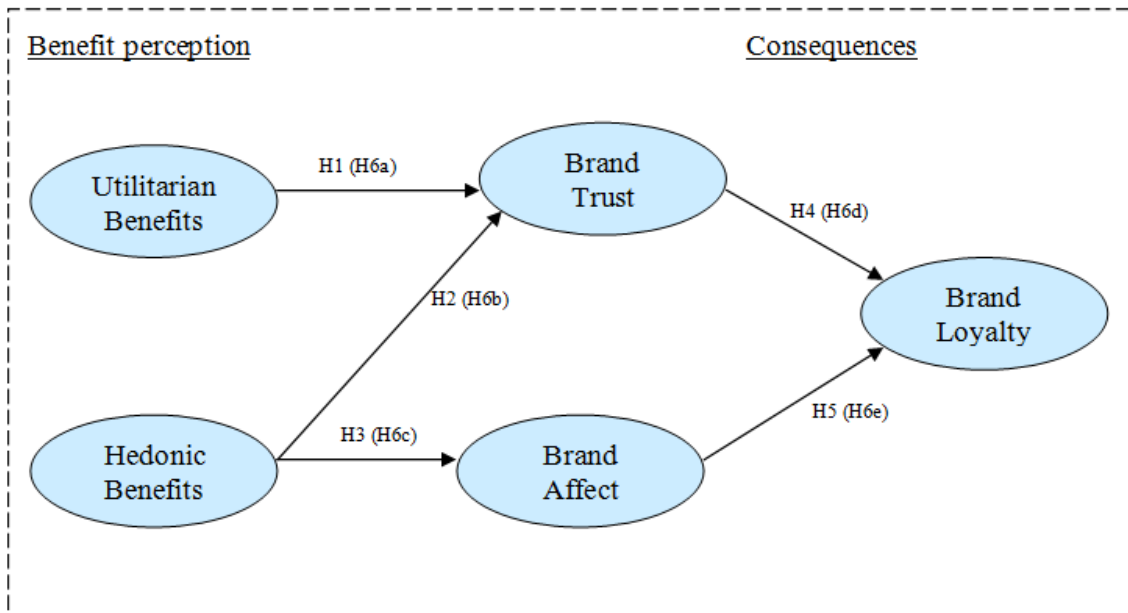 Benefit perception
Consequences
Utilitarian
Benefits
H1 (H6a)
Brand
Trust
H4 (H6d)
H2 (H6b)
Brand
Loyalty
Hedonic
Benefits
H3 (H6c)
Brand
Affect
H5 (H6e)